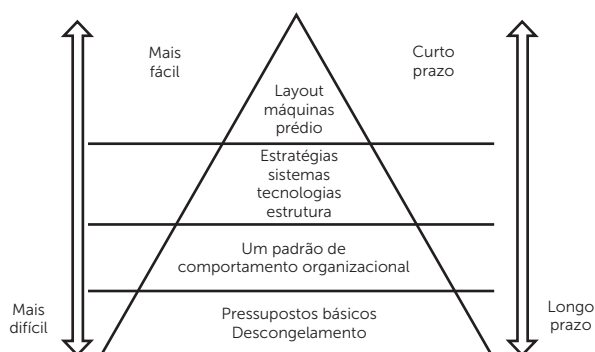 Mais
fácil
Curto
prazo
Layout
máquinas
prédio
Estratégias
sistemas
tecnologias
estrutura
Um padrão de
comportamento organizacional
Pressupostos básicos
Descongelamento
Mais
difícil
Longo
prazo